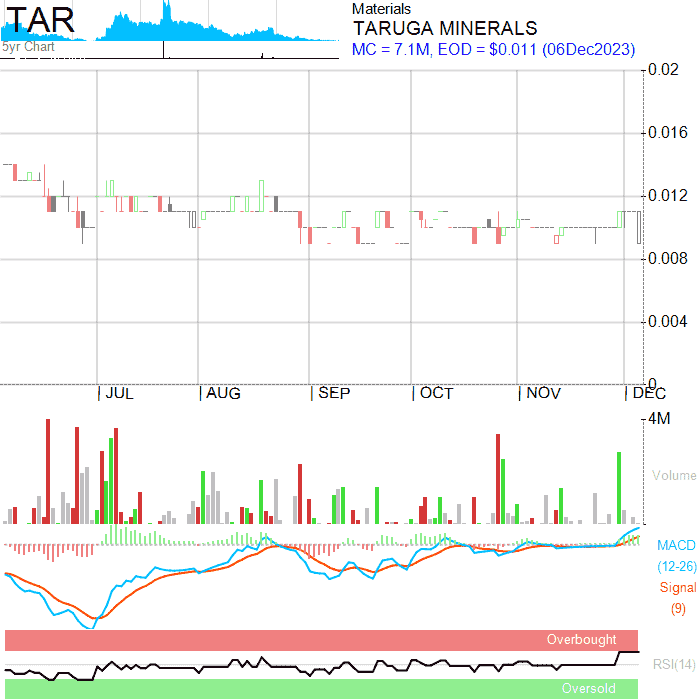 TAR
5yr Chart
Materials
TARUGA MINERALS
MC = 7.1M, EOD = $0.011 (06Dec2023)
0.02
0.016
0.012
0.008
0.004
0
JUL
AUG
SEP
OCT
NOV
DEC
4M
Volume
MACD
(12-26)
Signal
(9)
Overbought
RSI(14)
Oversold